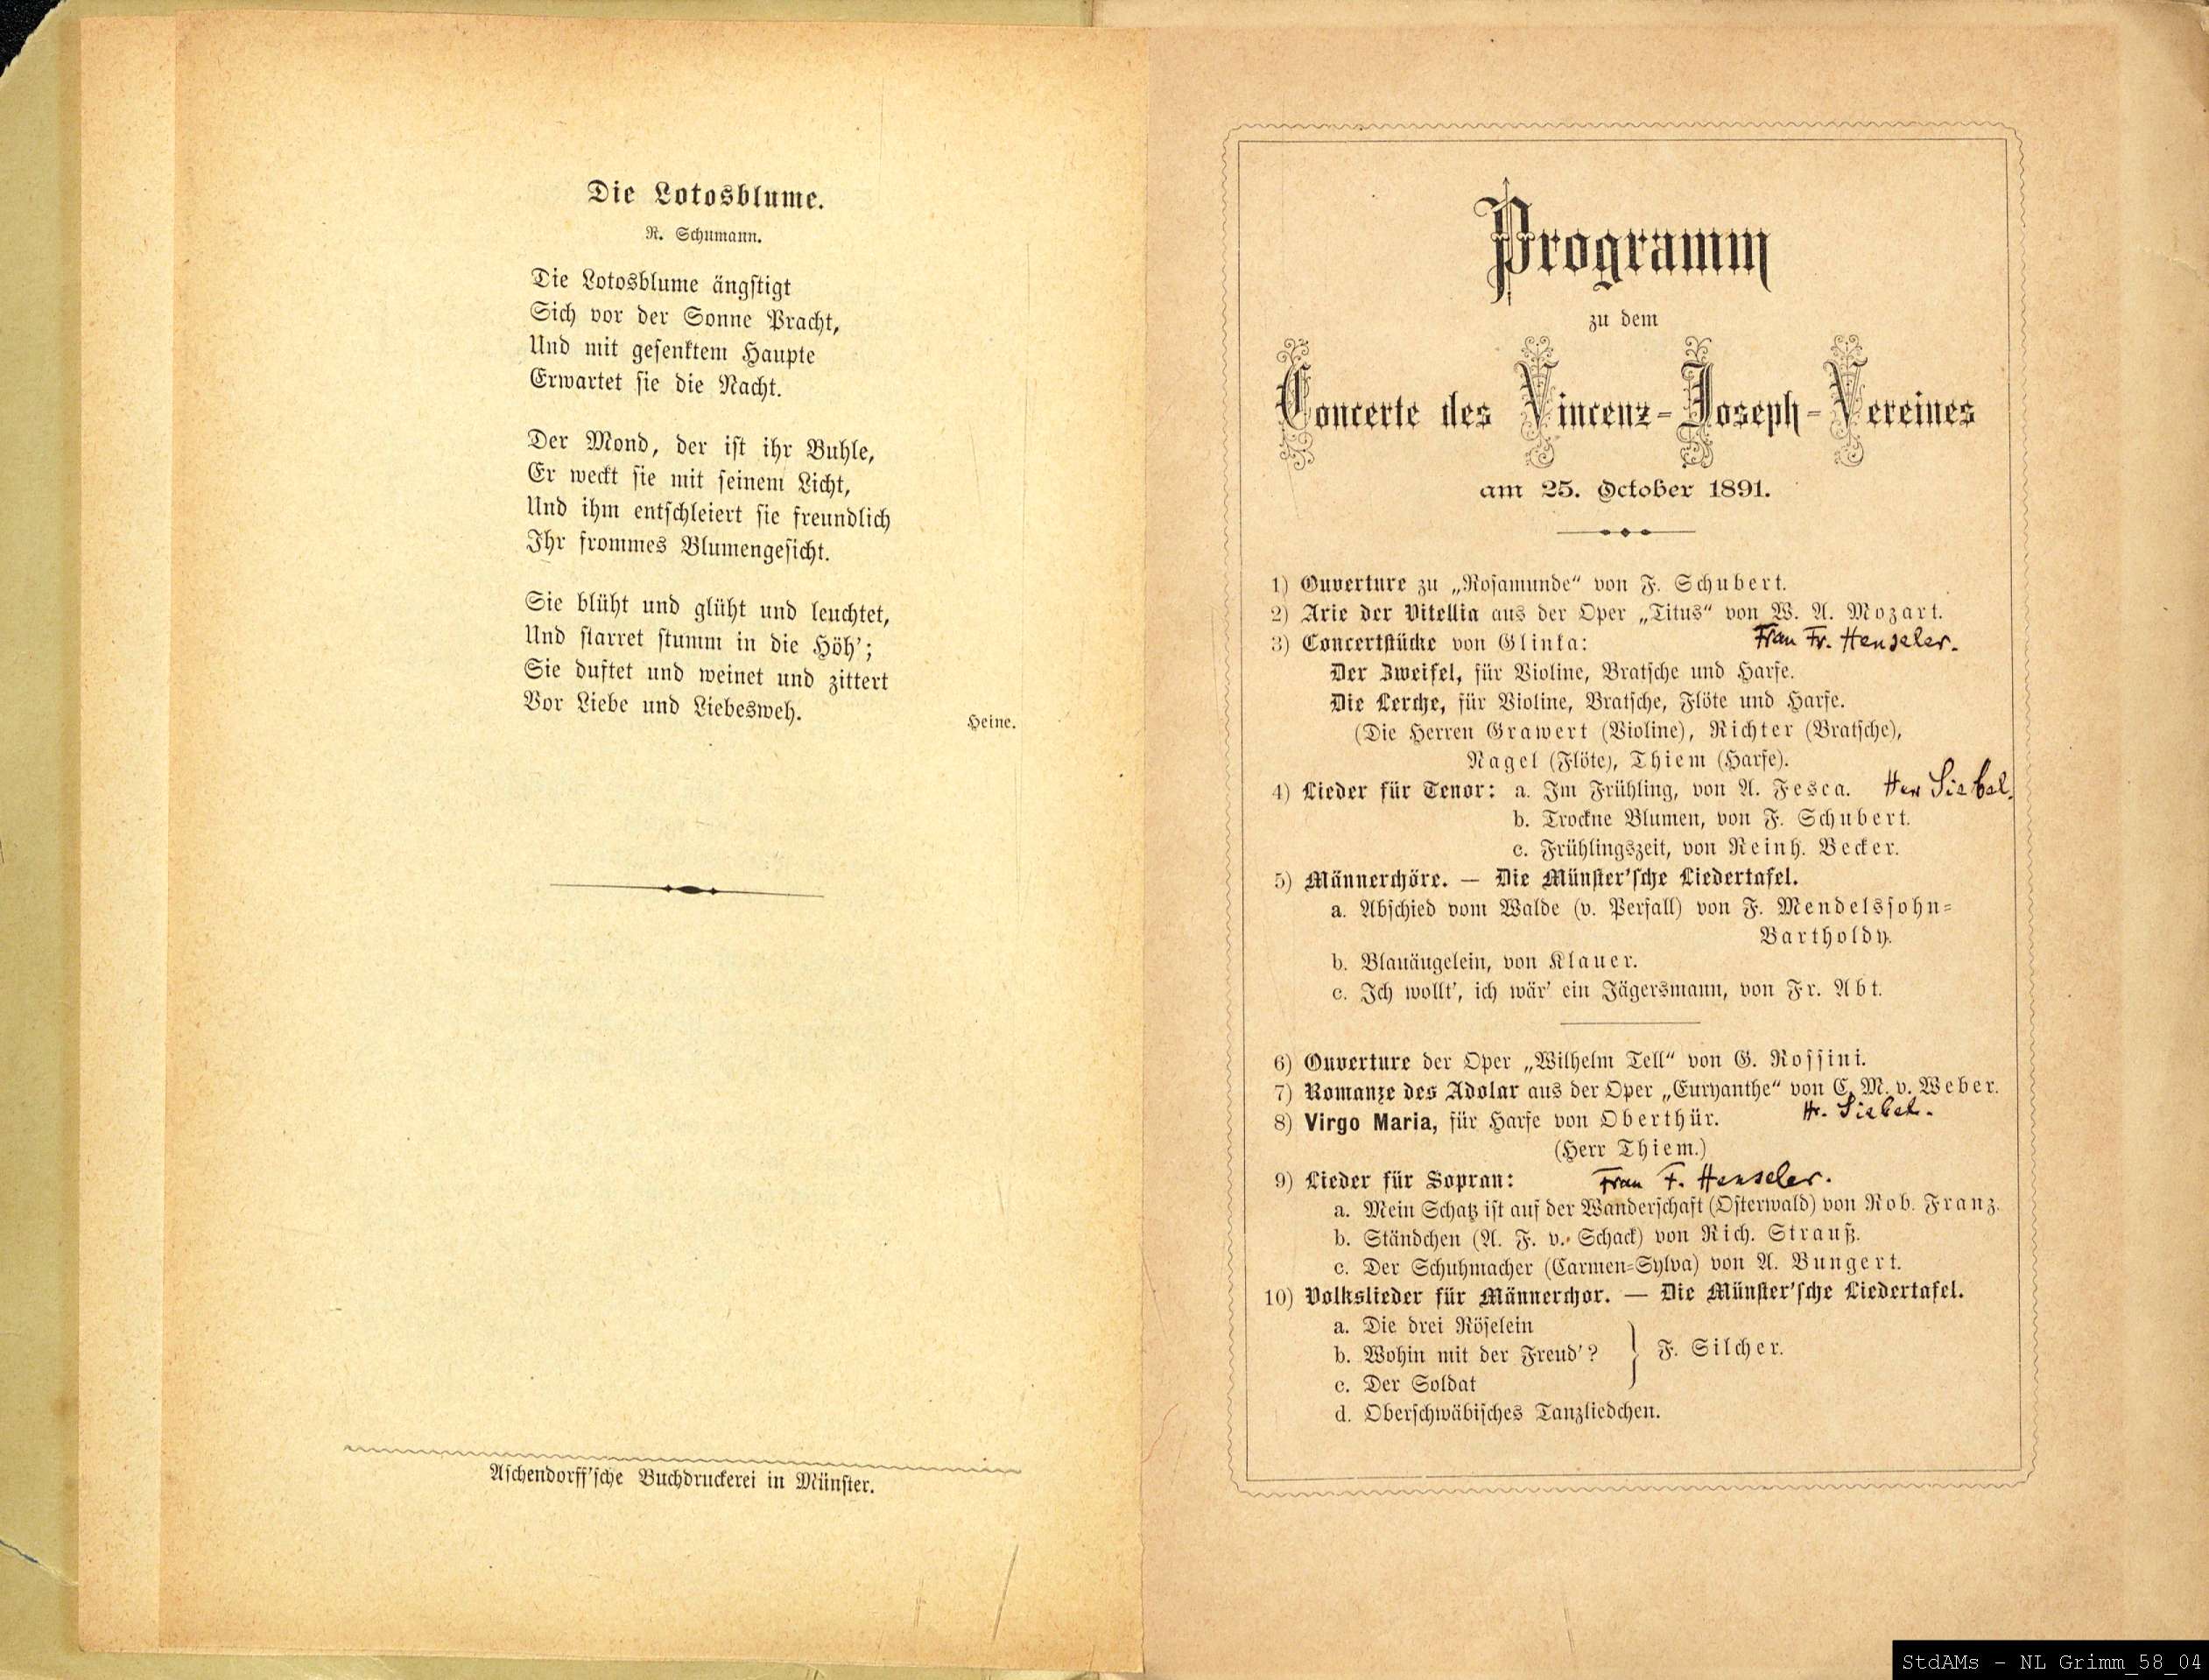 Die Lotosblume.
R. Schumann.
Die Lotosblume ängstigt
Sich vor der Sonne Pracht,
Und mit gesenktem Haupte
Erwartet sie die Nacht.
Der Mond, der ist ihr Buhle,
Er weckt sie mit seinem Licht,
Und ihm entschleiert sie freundlich
Ihr frommes Blumengesicht.
Sie blüht und glüht und leuchtet,
Und starret stumm in die Höh';
Sie duftet und weinet und zittert
Vor Liebe und Liebesweh.
Heine.
Aschendorff'sche Buchdruckerei in Münster.
Programm
zu dem
Concerte des Vincenz-Joseph-Vereines
am 25. October 1891.
1) Ouverture zu „Rosamunde“ von F. Schubert.
2) Arie der Vitellia aus der Oper „Titus“ von W. A. Mozart.
Frau Fr. Henseler.
3) Concertstücke von Glinka:
Der Zweifel, für Violine, Bratsche und Harfe.
Die Lerche, für Violine, Bratsche, Flöte und Harfe.
(Die Herren Grawert (Violine), Richter (Bratsche),
Nagel (Flöte), Thiem (Harfe).
4) Lieder für Tenor: a. Im Frühling, von A. Fesca. Herr Siebel.
b. Trockne Blumen, von F. Schubert.
c. Frühlingszeit, von Reinh. Becker.
5) Männerchöre. — Die Münster'sche Liedertafel.
a. Abschied vom Walde (v. Perfall) von F. Mendelssohn-
Bartholdy.
b. Blauäugelein, von Klauer.
c. Ich wollt', ich wär' ein Jägersmann, von Fr. Abt.
6) Ouverture der Oper „Wilhelm Tell“ von G. Rossini.
7) Romanze des Adolar aus der Oper „Euryanthe“ von C. M. v. Weber.
Hr. Siebel.
8) Virgo Maria, für Harfe von Oberthür.
(Herr Thiem.)
9) Lieder für Sopran: Frau F. Henseler.
a. Mein Schatz ist auf der Wanderschaft (Osterwald) von Rob. Franz.
b. Ständchen (A. F. v. Schack) von Rich. Strauß.
c. Der Schuhmacher (Carmen-Sylva) von A. Bungert.
10) Volkslieder für Männerchor. — Die Münster'sche Liedertafel.
a. Die drei Röselein
b. Wohin mit der Freud'? } F. Silcher.
c. Der Soldat
d. Oberschwäbisches Tanzliedchen.
StdAMs - NL Grimm_58_04